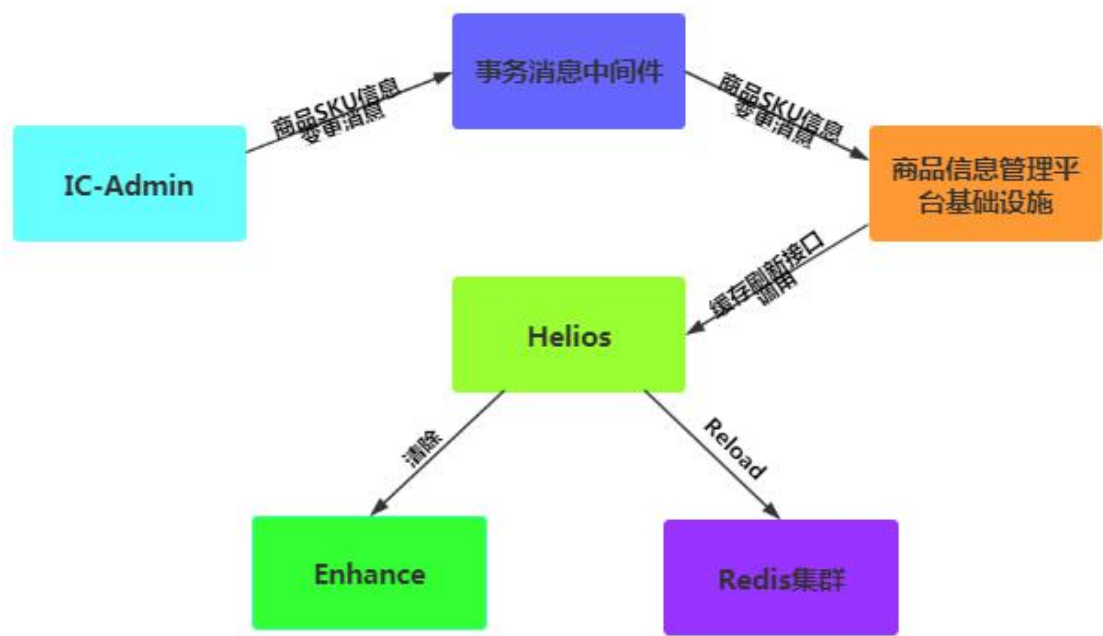 事务消息中间件
商品SKU信息
变更消息
商品SKU信息
变更消息
IC-Admin
商品信息管理平
台基础设施
缓存刷新接口
调用
Helios
清除
Reload
Enhance
Redis集群